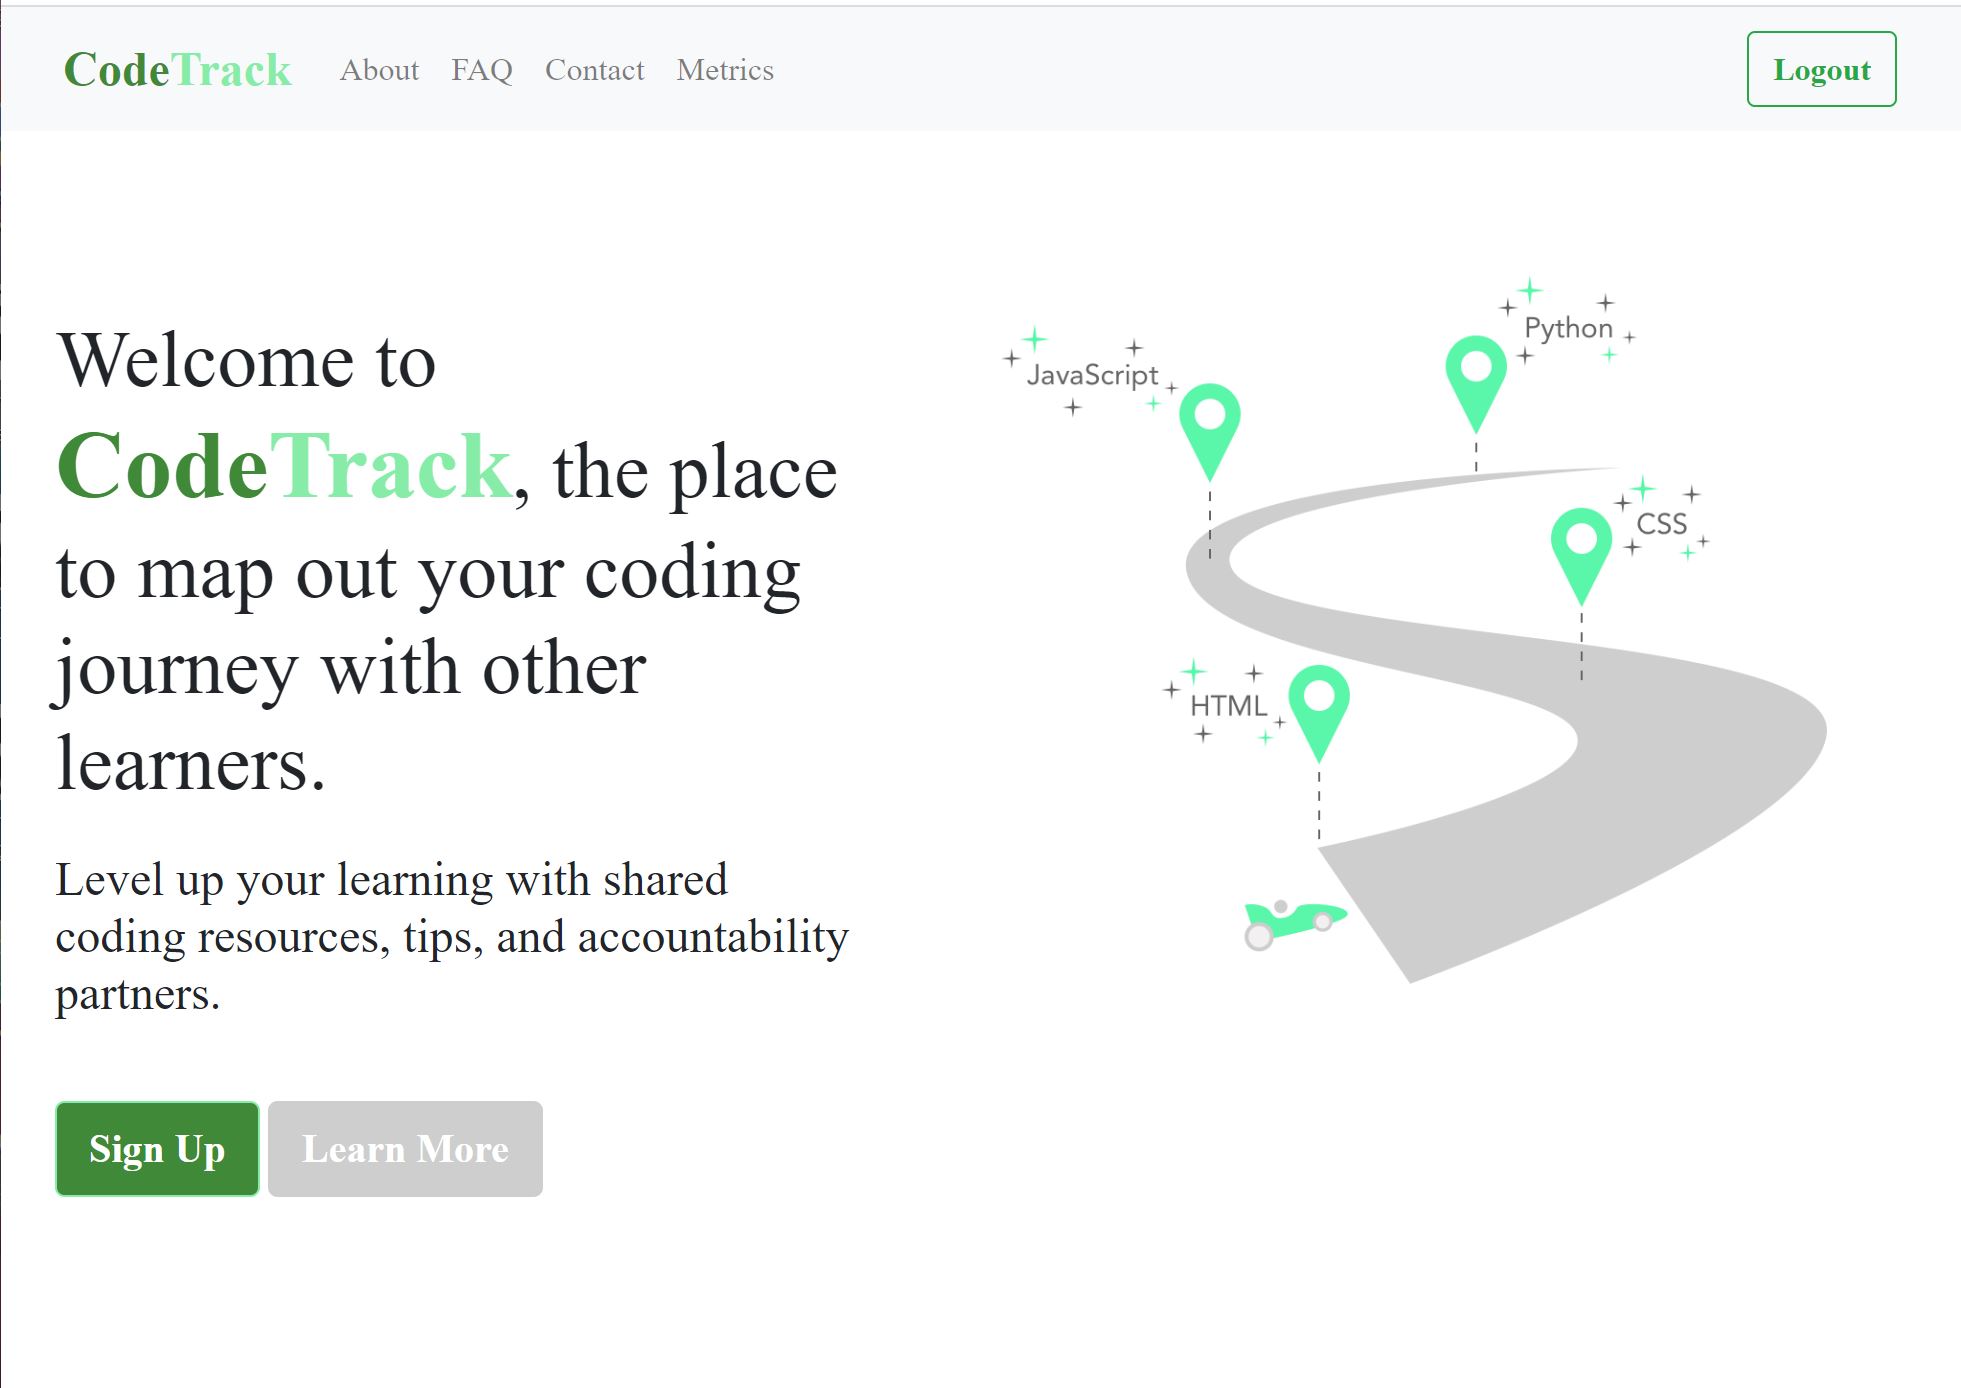 CodeTrack About FAQ Contact Metrics Logout
Welcome to
CodeTrack, the place
to map out your coding
journey with other
learners.
Level up your learning with shared
coding resources, tips, and accountability
partners.
Sign Up Learn More
Python
JavaScript
CSS
HTML